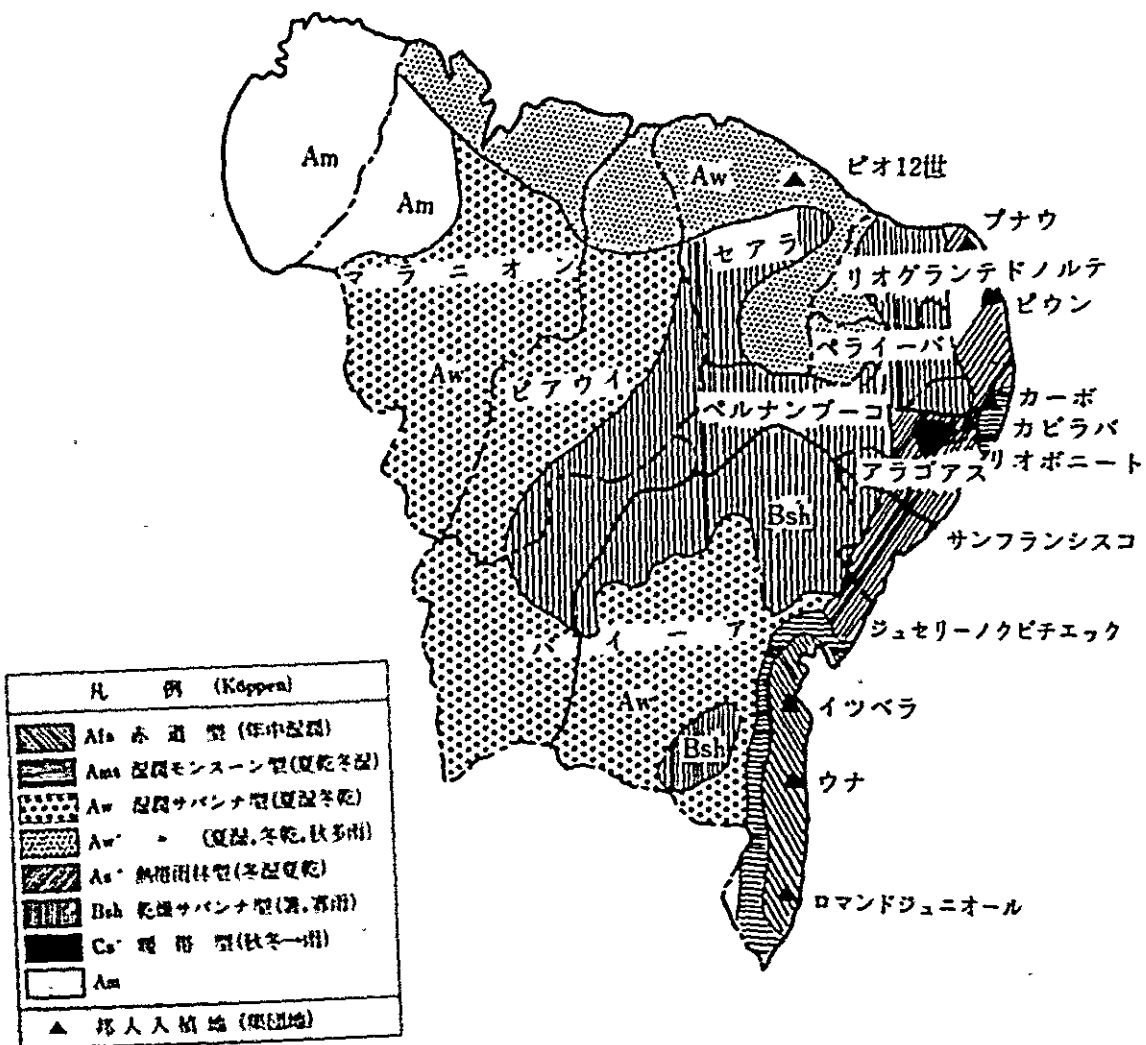 Am
Am
Aw
ピオ12世
プナウ
セアラ
リオグランテドノルテ
ピウン
マラニオン
ペライーバ
Aw
ピアウイ
ペルナンブーコ
カーボ
カピラバ
リオボニート
アラゴアス
Bsh
サンフランシスコ
ジュセリーノクピチエック
バイーア
Aw
イツベラ
Bsh
ウナ
ロマンドジュニオール
凡 例 (Köppen)
Afa 赤道型 (年中湿潤)
Ams 湿潤モンスーン型(夏乾冬湿)
Aw 湿潤サバンナ型(夏湿冬乾)
Aw' 〃 (夏湿,冬乾,秋多雨)
As' 熱帯雨林型(冬湿夏乾)
Bsh 乾燥サバンナ型(暑,寡雨)
Cs' 暖帯型(秋冬一雨)
Am
▲ 邦人入植地 (集団地)